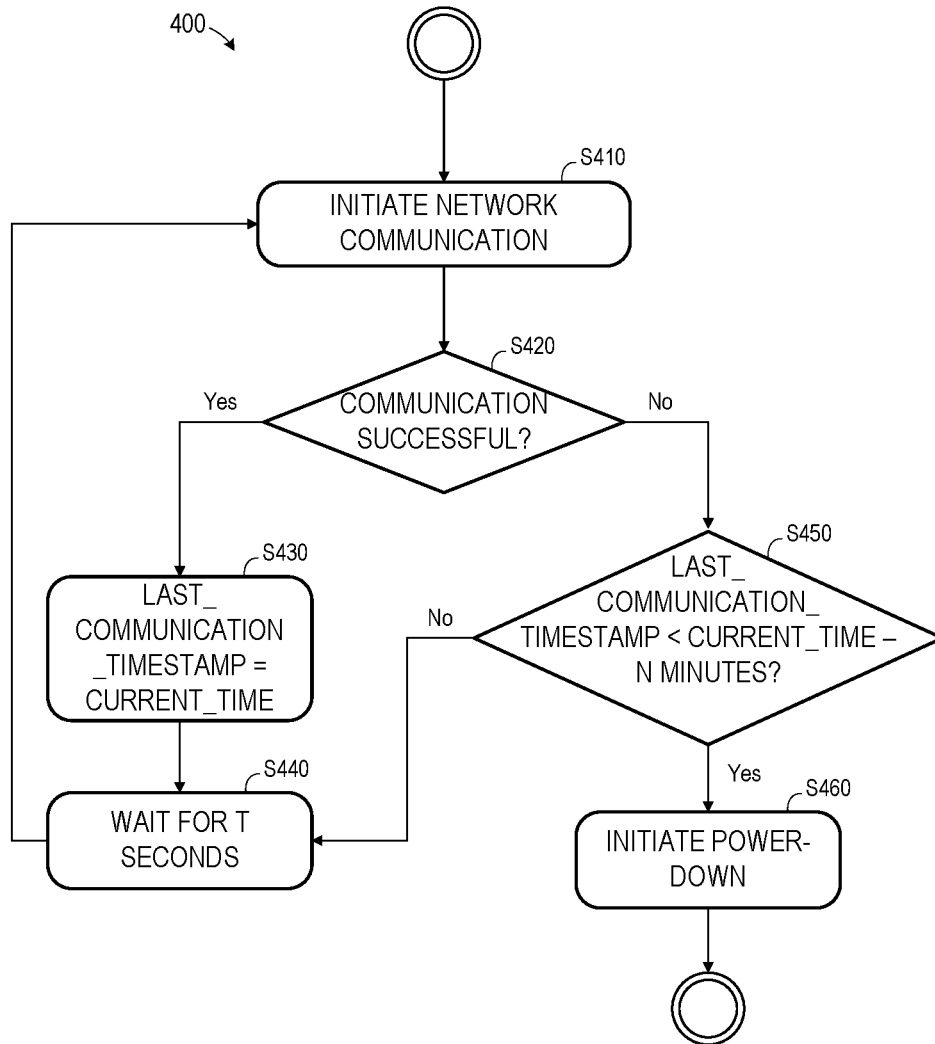 400
S410
INITIATE NETWORK
COMMUNICATION
S420
Yes
COMMUNICATION
SUCCESSFUL?
No
S430
LAST_
COMMUNICATION
_TIMESTAMP =
CURRENT_TIME
S450
LAST_
COMMUNICATION_
TIMESTAMP < CURRENT_TIME –
N MINUTES?
No
Yes
S440
WAIT FOR T
SECONDS
S460
INITIATE POWER-
DOWN